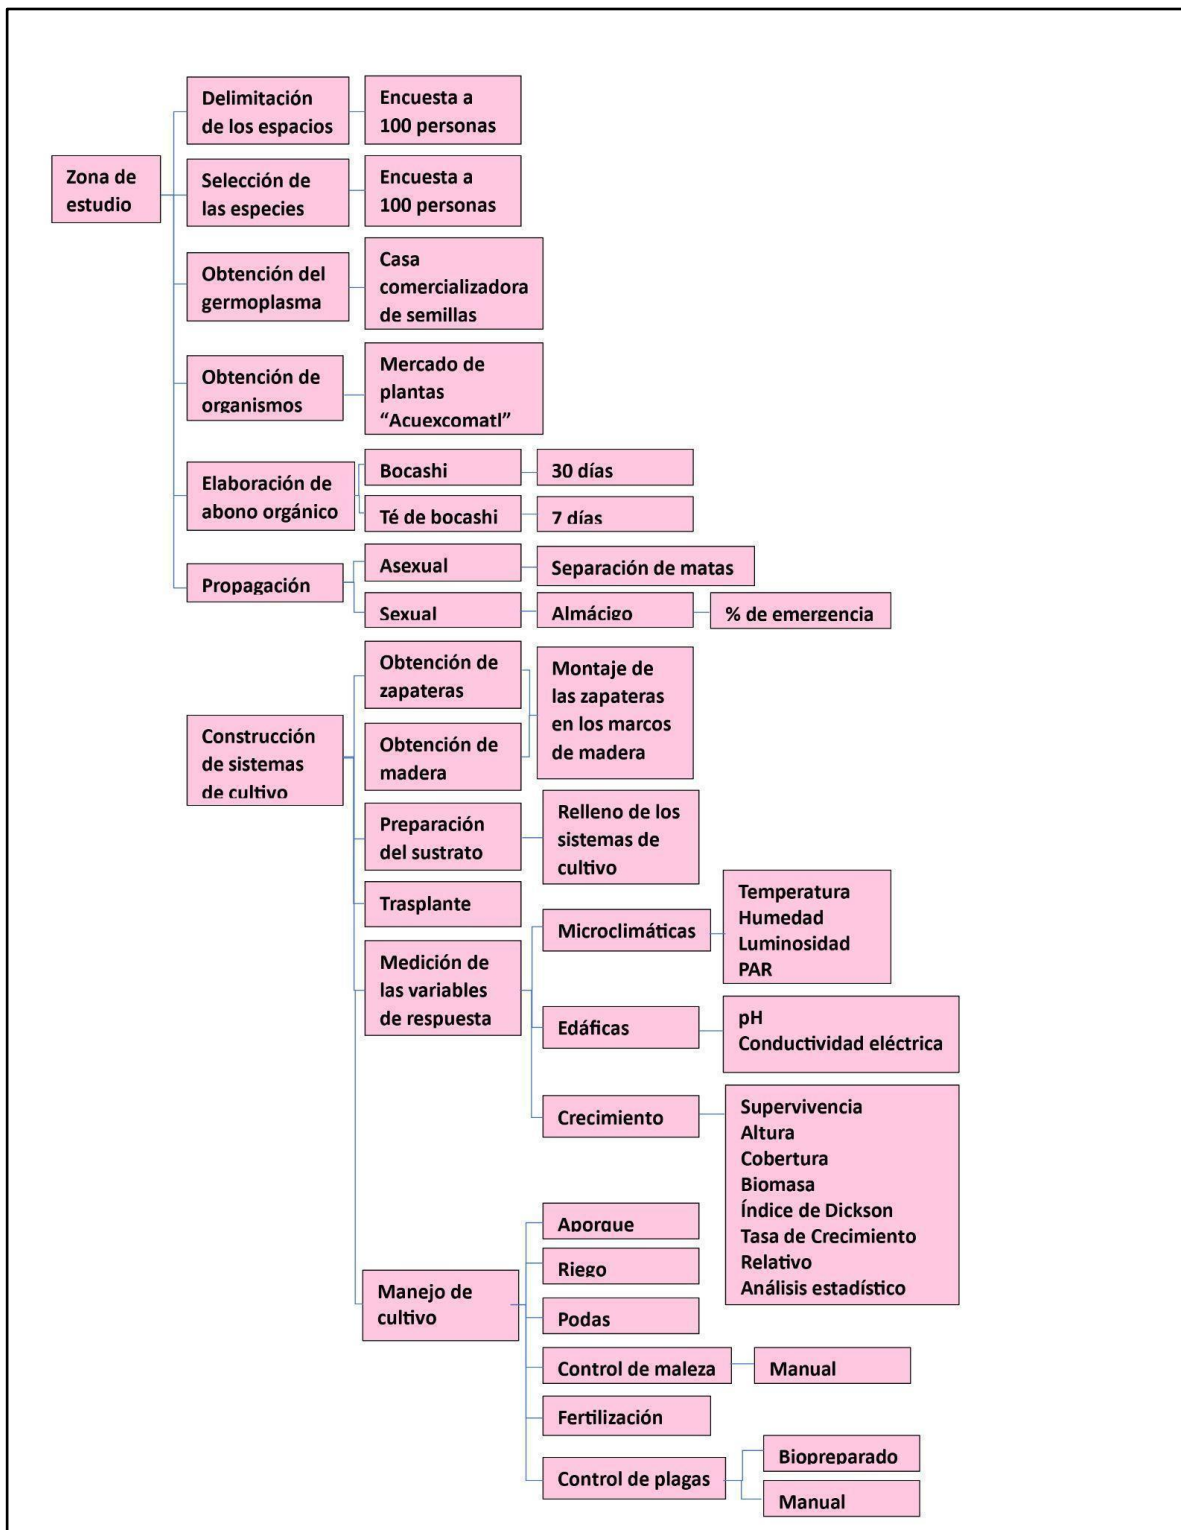 Delimitación
de los espacios
Encuesta a
100 personas
Zona de
estudio
Selección de
las especies
Encuesta a
100 personas
Obtención del
germoplasma
Casa
comercializadora
de semillas
Obtención de
organismos
Mercado de
plantas
“Acuexcomatl”
Elaboración de
abono orgánico
Bocashi
30 días
Té de bocashi
7 días
Propagación
Asexual
Separación de matas
Sexual
Almácigo
% de emergencia
Construcción
de sistemas
de cultivo
Obtención de
zapateras
Obtención de
madera
Montaje de
las zapateras
en los marcos
de madera
Preparación
del sustrato
Relleno de los
sistemas de
cultivo
Trasplante
Medición de
las variables
de respuesta
Microclimáticas
Temperatura
Humedad
Luminosidad
PAR
Edáficas
pH
Conductividad eléctrica
Crecimiento
Supervivencia
Altura
Cobertura
Biomasa
Índice de Dickson
Tasa de Crecimiento
Relativo
Análisis estadístico
Manejo de
cultivo
Aporque
Riego
Podas
Control de maleza
Manual
Fertilización
Control de plagas
Biopreparado
Manual